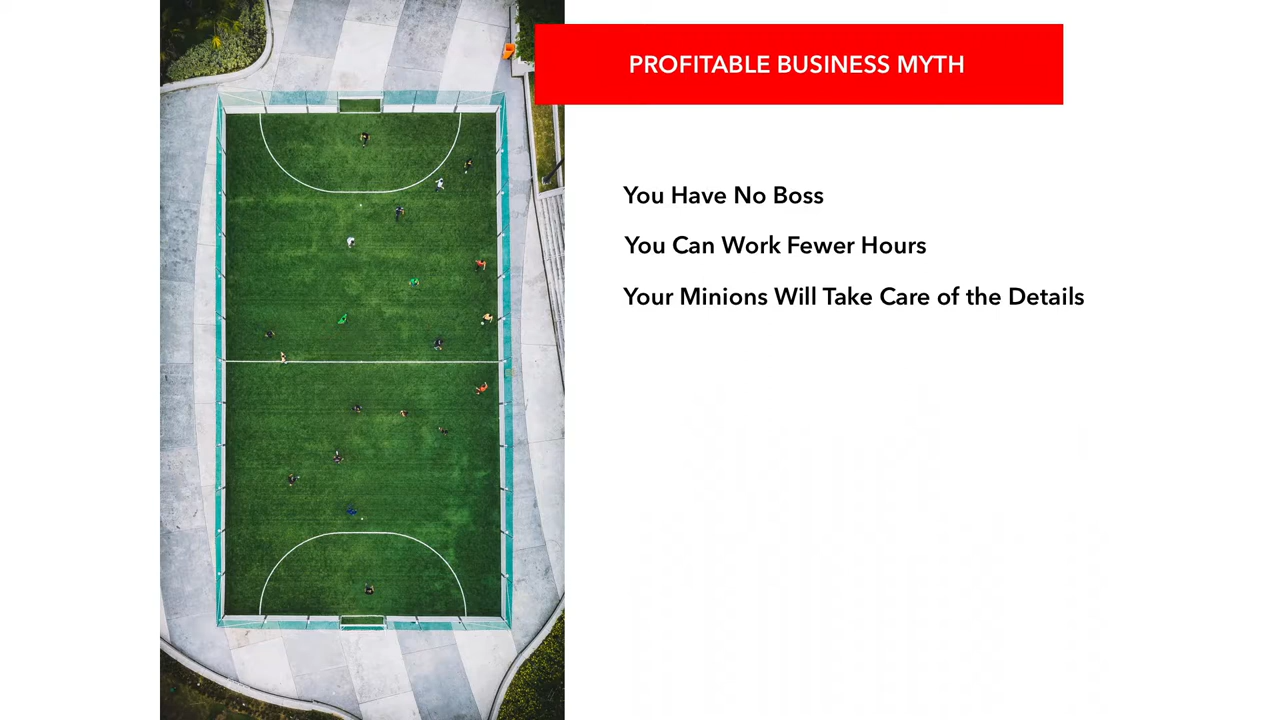 PROFITABLE BUSINESS MYTH
You Have No Boss
You Can Work Fewer Hours
Your Minions Will Take Care of the Details